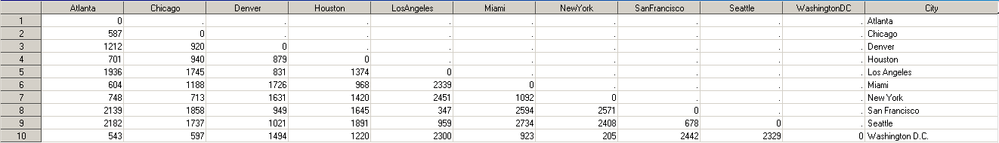 Atlanta Chicago Denver Houston LosAngeles Miami NewYork SanFrancisco Seattle WashingtonDC City
1 0 . . . . . . . . . Atlanta
2 587 0 . . . . . . . . Chicago
3 1212 920 0 . . . . . . . Denver
4 701 940 879 0 . . . . . . Houston
5 1936 1745 831 1374 0 . . . . . Los Angeles
6 604 1188 1726 968 2339 0 . . . . Miami
7 748 713 1631 1420 2451 1092 0 . . . New York
8 2139 1858 949 1645 347 2594 2571 0 . . San Francisco
9 2182 1737 1021 1891 959 2734 2408 678 0 . Seattle
10 543 597 1494 1220 2300 923 205 2442 2329 0 Washington D.C.